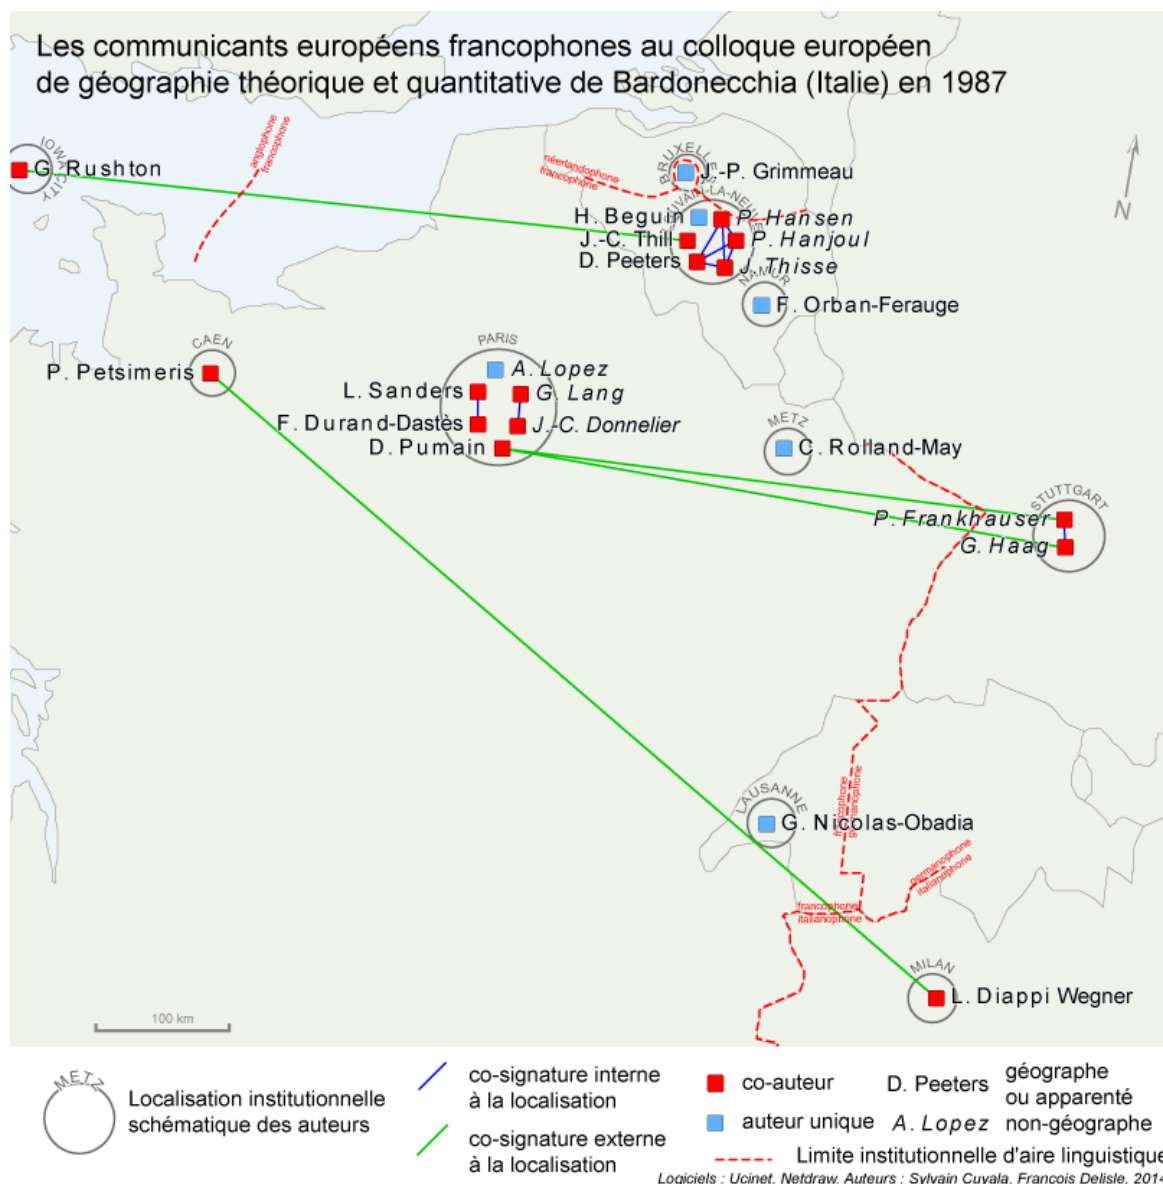 Les communicants européens francophones au colloque européen
de géographie théorique et quantitative de Bardonecchia (Italie) en 1987
IOWA CITY
G. Rushton
anglophone
francophone
néerlandophone
francophone
BRUXELLES
J.-P. Grimmeau
LOUVAIN-LA-NEUVE
H. Beguin
P. Hansen
J.-C. Thill
P. Hanjoul
D. Peeters
J. Thisse
NAMUR
F. Orban-Ferauge
N
CAEN
P. Petsimeris
PARIS
A. Lopez
L. Sanders
G. Lang
F. Durand-Dastès
J.-C. Donnelier
D. Pumain
METZ
C. Rolland-May
STUTTGART
P. Frankhauser
G. Haag
LAUSANNE
G. Nicolas-Obadia
francophone
germanophone
germanophone
italianophone
francophone
italianophone
MILAN
L. Diappi Wegner
100 km
METZ
Localisation institutionnelle
schématique des auteurs
co-signature interne
à la localisation
co-signature externe
à la localisation
co-auteur
auteur unique
D. Peeters
géographe
ou apparenté
A. Lopez
non-géographe
Limite institutionnelle d'aire linguistique
Logiciels : Ucinet, Netdraw. Auteurs : Sylvain Cuyala, François Delisle, 2014